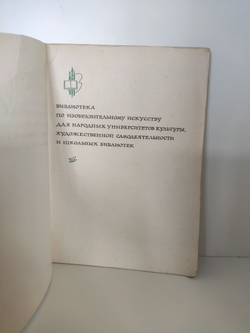 БИБЛИОТЕКА
ПО ИЗОБРАЗИТЕЛЬНОМУ ИСКУССТВУ
ДЛЯ НАРОДНЫХ УНИВЕРСИТЕТОВ КУЛЬТУРЫ,
ХУДОЖЕСТВЕННОЙ САМОДЕЯТЕЛЬНОСТИ
И ШКОЛЬНЫХ БИБЛИОТЕК